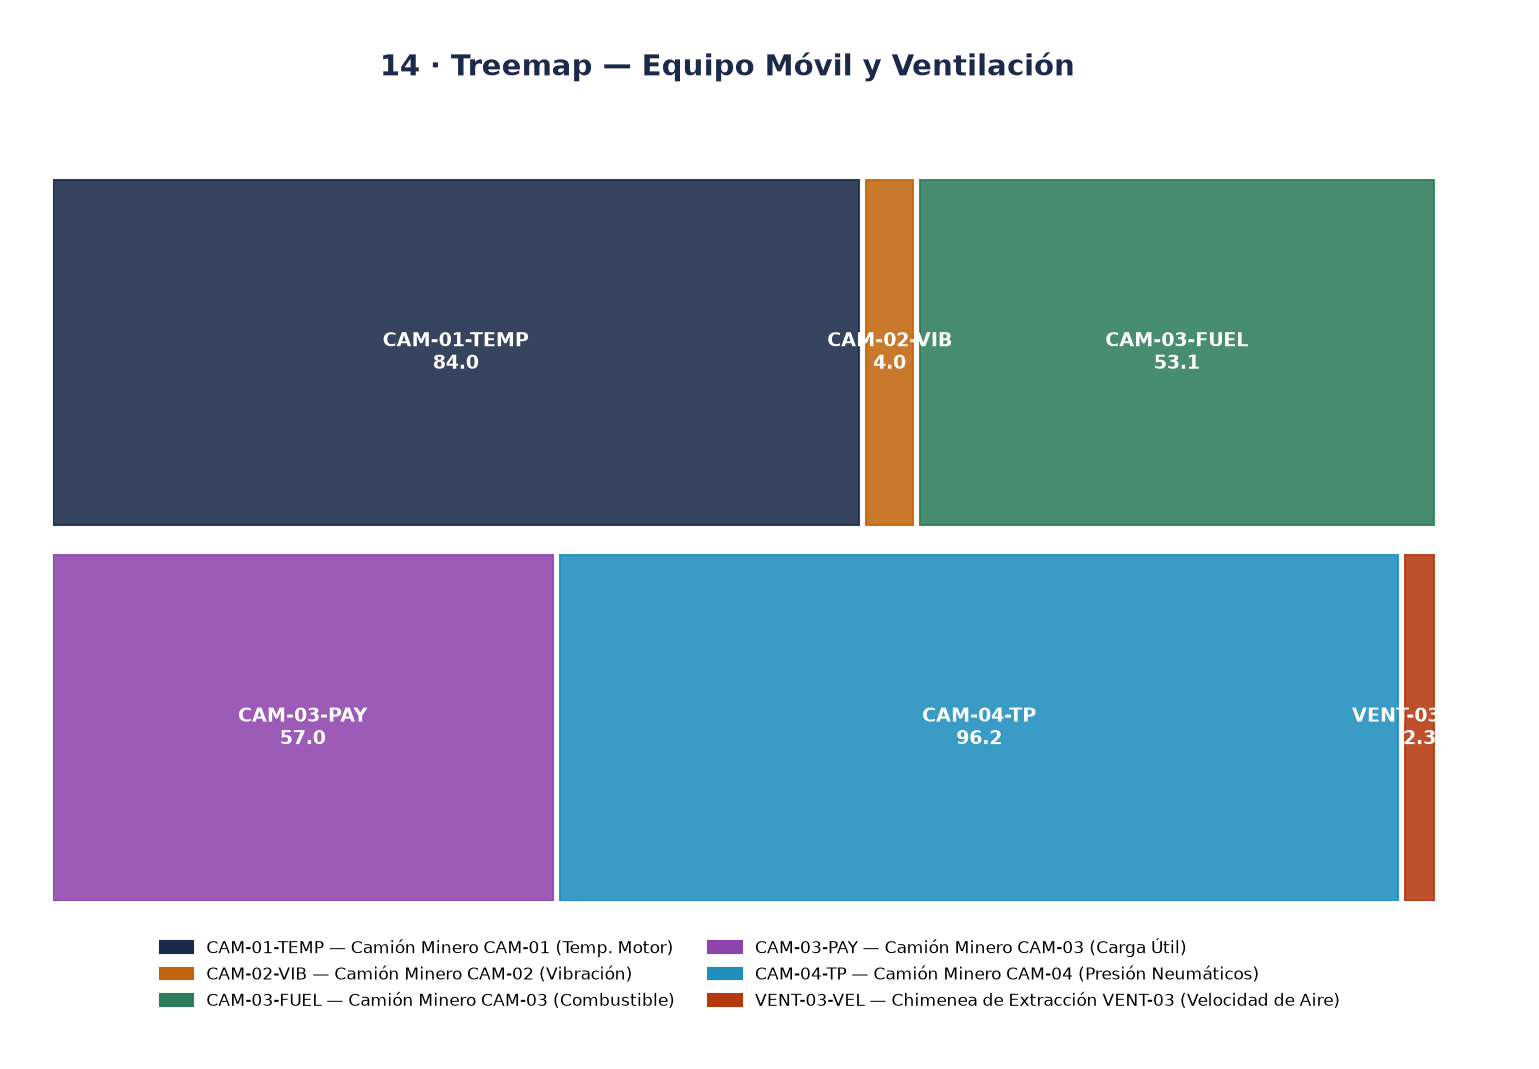 14 · Treemap — Equipo Móvil y Ventilación
CAM-01-TEMP
84.0
CAM-02-VIB
4.0
CAM-03-FUEL
53.1
CAM-03-PAY
57.0
CAM-04-TP
96.2
VENT-03
2.3
CAM-01-TEMP — Camión Minero CAM-01 (Temp. Motor)
CAM-02-VIB — Camión Minero CAM-02 (Vibración)
CAM-03-FUEL — Camión Minero CAM-03 (Combustible)
CAM-03-PAY — Camión Minero CAM-03 (Carga Útil)
CAM-04-TP — Camión Minero CAM-04 (Presión Neumáticos)
VENT-03-VEL — Chimenea de Extracción VENT-03 (Velocidad de Aire)